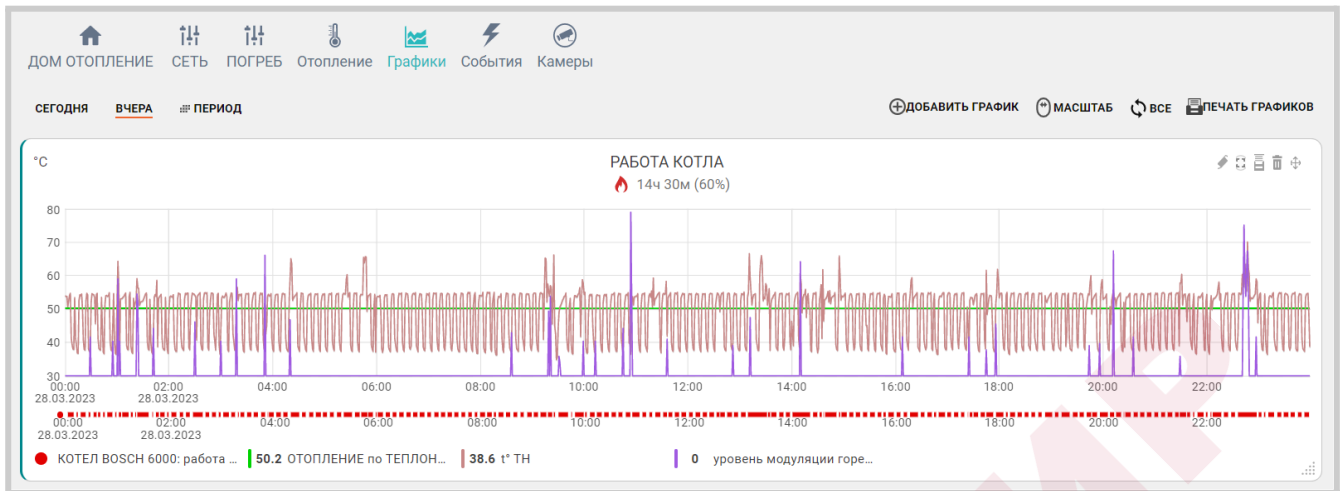 ДОМ ОТОПЛЕНИЕ СЕТЬ ПОГРЕБ Отопление Графики События Камеры
СЕГОДНЯ ВЧЕРА ПЕРИОД ДОБАВИТЬ ГРАФИК МАСШТАБ ВСЕ ПЕЧАТЬ ГРАФИКОВ
°C РАБОТА КОТЛА
14ч 30м (60%)
80
70
60
50
40
30
00:00 02:00 04:00 06:00 08:00 10:00 12:00 14:00 16:00 18:00 20:00 22:00
28.03.2023 28.03.2023
00:00 02:00 04:00 06:00 08:00 10:00 12:00 14:00 16:00 18:00 20:00 22:00
28.03.2023 28.03.2023
КОТЕЛ BOSCH 6000: работа ... 50.2 ОТОПЛЕНИЕ по ТЕПЛОН... 38.6 t° ТН 0 уровень модуляции горе...